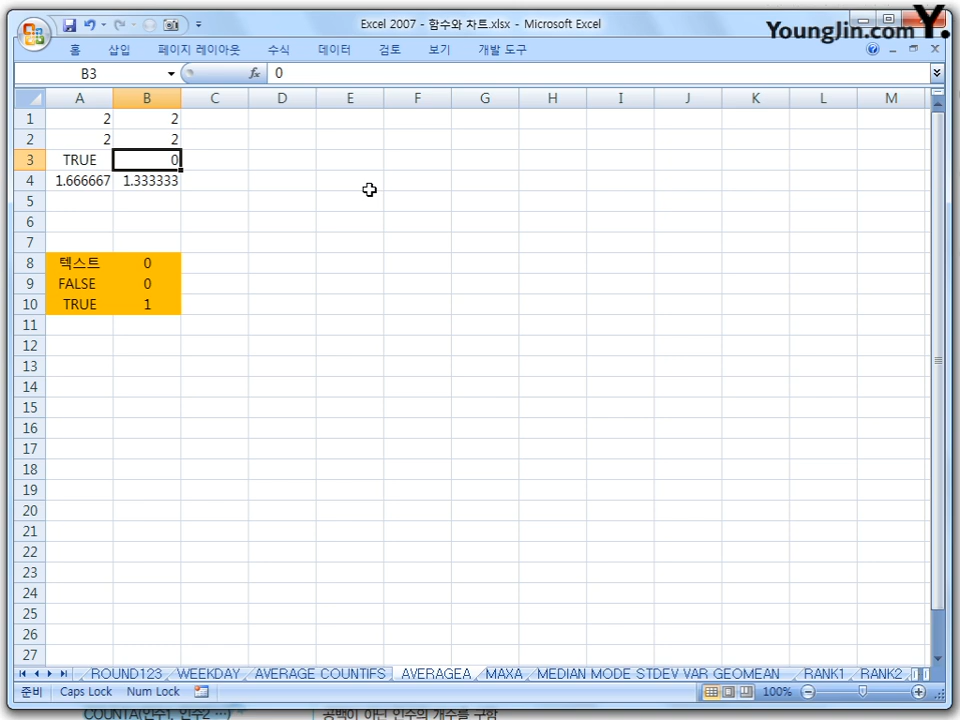 Excel 2007 - 함수와 차트.xlsx - Microsoft Excel
YoungJin.com Y.
홈 삽입 페이지 레이아웃 수식 데이터 검토 보기 개발 도구
B3 fx 0
A B C D E F G H I J K L M
1 2 2
2 2 2
3 TRUE 0
4 1.666667 1.333333
5
6
7
8 텍스트 0
9 FALSE 0
10 TRUE 1
11
12
13
14
15
16
17
18
19
20
21
22
23
24
25
26
27
ROUND123 WEEKDAY AVERAGE COUNTIFS AVERAGEA MAXA MEDIAN MODE STDEV VAR GEOMEAN RANK1 RANK2
준비 Caps Lock Num Lock 100%
COUNTA(인수1, 인수2 ···) 공백이 아닌 인수의 개수를 구함